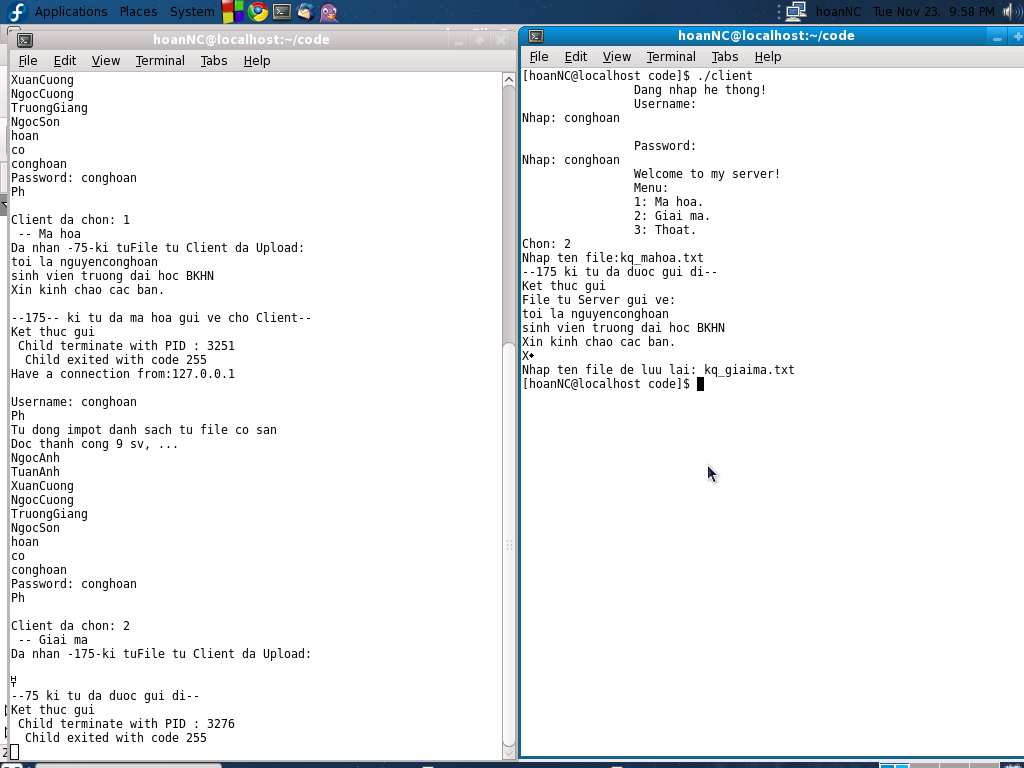 Applications Places System hoanNC Tue Nov 23, 9:58 PM
hoanNC@localhost:~/code
File Edit View Terminal Tabs Help
XuanCuong
NgocCuong
TruongGiang
NgocSon
hoan
co
conghoan
Password: conghoan
Ph
Client da chon: 1
-- Ma hoa
Da nhan -75-ki tuFile tu Client da Upload:
toi la nguyenconghoan
sinh vien truong dai hoc BKHN
Xin kinh chao cac ban.
--175-- ki tu da ma hoa gui ve cho Client--
Ket thuc gui
Child terminate with PID : 3251
Child exited with code 255
Have a connection from:127.0.0.1
Username: conghoan
Ph
Tu dong impot danh sach tu file co san
Doc thanh cong 9 sv, ...
NgocAnh
TuanAnh
XuanCuong
NgocCuong
TruongGiang
NgocSon
hoan
co
conghoan
Password: conghoan
Ph
Client da chon: 2
-- Giai ma
Da nhan -175-ki tuFile tu Client da Upload:
--75 ki tu da duoc gui di--
Ket thuc gui
Child terminate with PID : 3276
Child exited with code 255
hoanNC@localhost:~/code
File Edit View Terminal Tabs Help
[hoanNC@localhost code]$ ./client
Dang nhap he thong!
Username:
Nhap: conghoan
Password:
Nhap: conghoan
Welcome to my server!
Menu:
1: Ma hoa.
2: Giai ma.
3: Thoat.
Chon: 2
Nhap ten file:kq_mahoa.txt
--175 ki tu da duoc gui di--
Ket thuc gui
File tu Server gui ve:
toi la nguyenconghoan
sinh vien truong dai hoc BKHN
Xin kinh chao cac ban.
X♦
Nhap ten file de luu lai: kq_giaima.txt
[hoanNC@localhost code]$